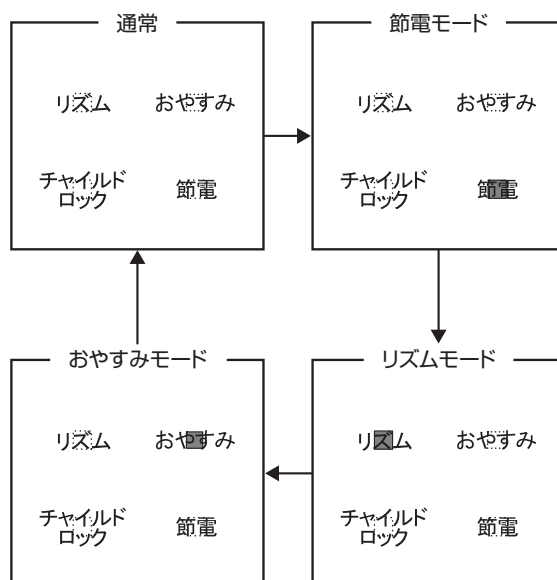 通常
リズム
おやすみ
チャイルド
ロック
節電
節電モード
リズム
おやすみ
チャイルド
ロック
節電
おやすみモード
リズム
おやすみ
チャイルド
ロック
節電
リズムモード
リズム
おやすみ
チャイルド
ロック
節電